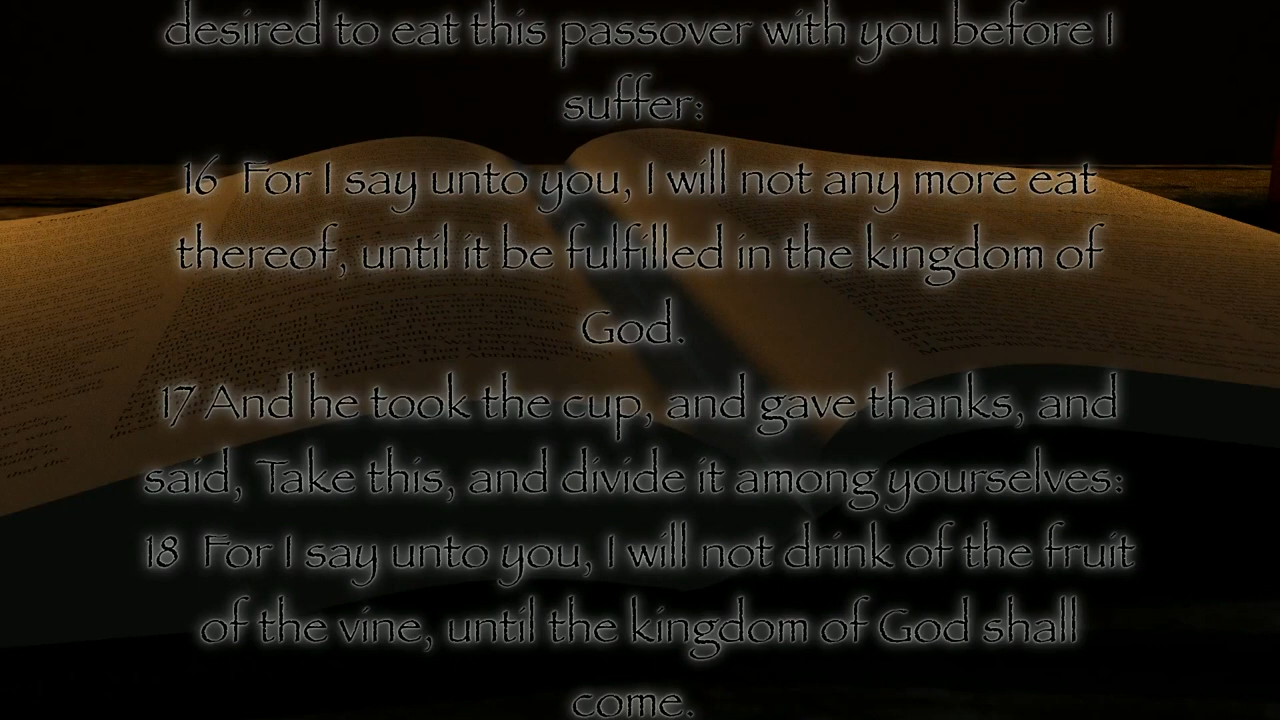 desired to eat this passover with you before I
suffer:
16 For I say unto you, I will not any more eat
thereof, until it be fulfilled in the kingdom of
God.
17 And he took the cup, and gave thanks, and
said, Take this, and divide it among yourselves:
18 For I say unto you, I will not drink of the fruit
of the vine, until the kingdom of God shall
come.